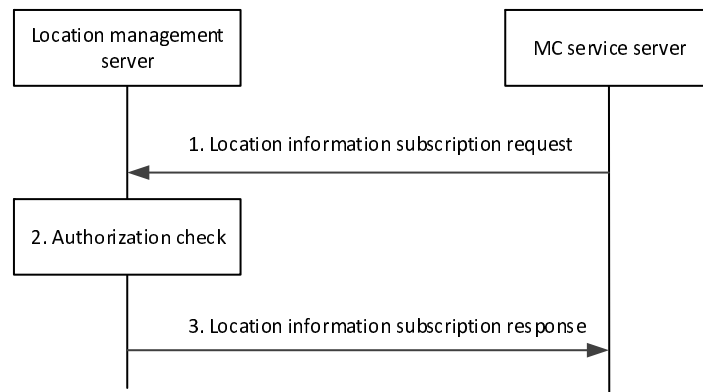 Location management
server
MC service server
1. Location information subscription request
2. Authorization check
3. Location information subscription response